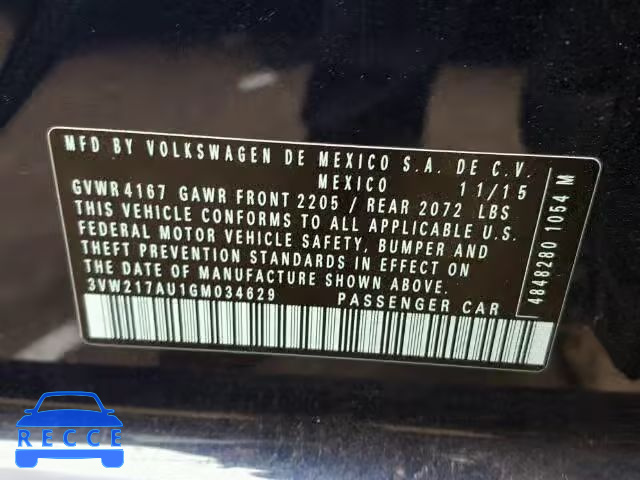 MFD BY VOLKSWAGEN DE MEXICO S.A. DE C.V.
MEXICO 11/15
GVWR 4167 GAWR FRONT 2205 / REAR 2072 LBS
THIS VEHICLE CONFORMS TO ALL APPLICABLE U.S.
FEDERAL MOTOR VEHICLE SAFETY, BUMPER AND
THEFT PREVENTION STANDARDS IN EFFECT ON
THE DATE OF MANUFACTURE SHOWN ABOVE.
3VW217AU1GM034629 PASSENGER CAR
4848280 1054 M
RECCE